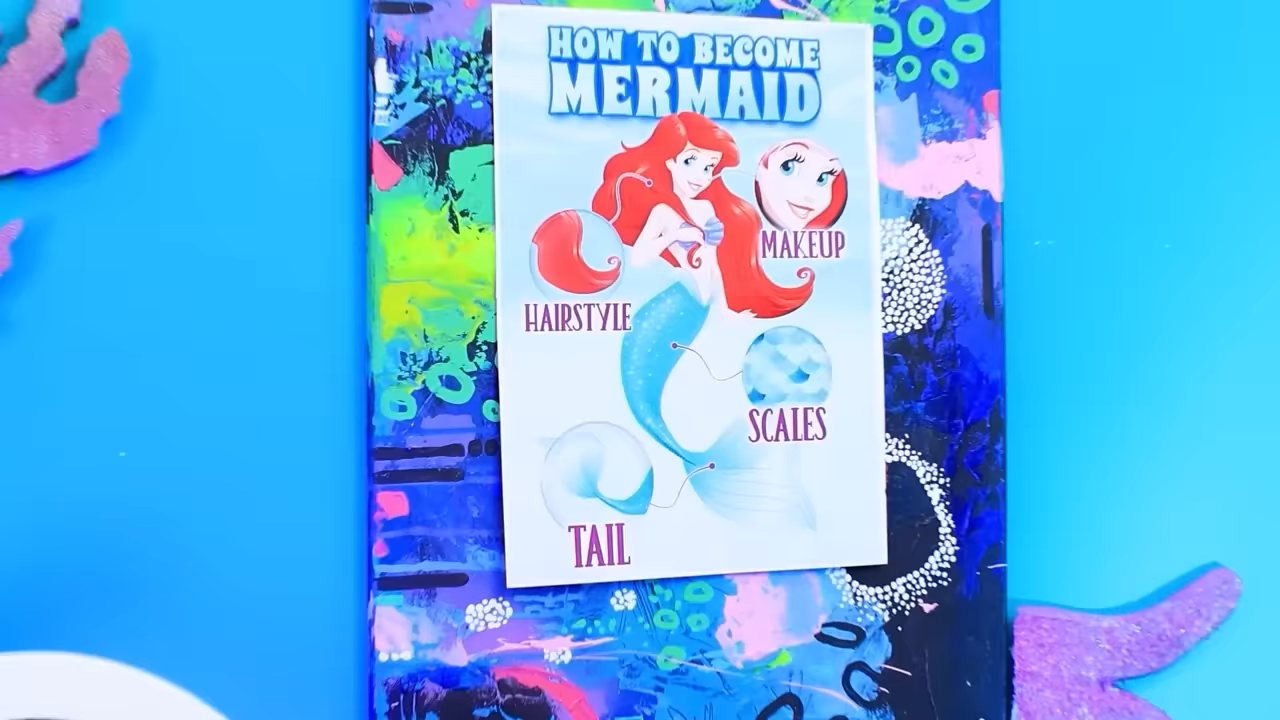 HOW TO BECOME
MERMAID
MAKEUP
HAIRSTYLE
SCALES
TAIL